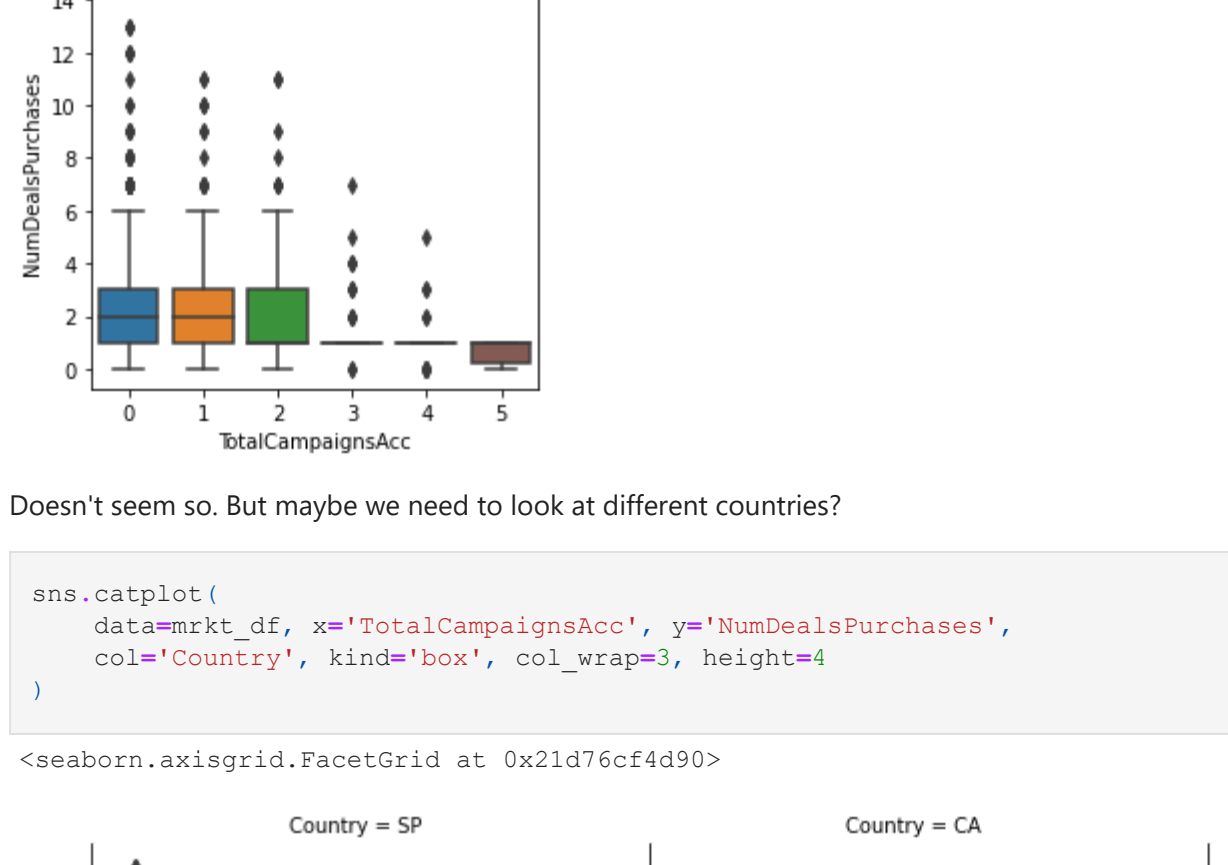 14
12
10
8
6
4
2
0
NumDealsPurchases
0 1 2 3 4 5
TotalCampaignsAcc
Doesn't seem so. But maybe we need to look at different countries?
sns.catplot(
    data=mrkt_df, x='TotalCampaignsAcc', y='NumDealsPurchases',
    col='Country', kind='box', col_wrap=3, height=4
)
<seaborn.axisgrid.FacetGrid at 0x21d76cf4d90>
Country = SP Country = CA